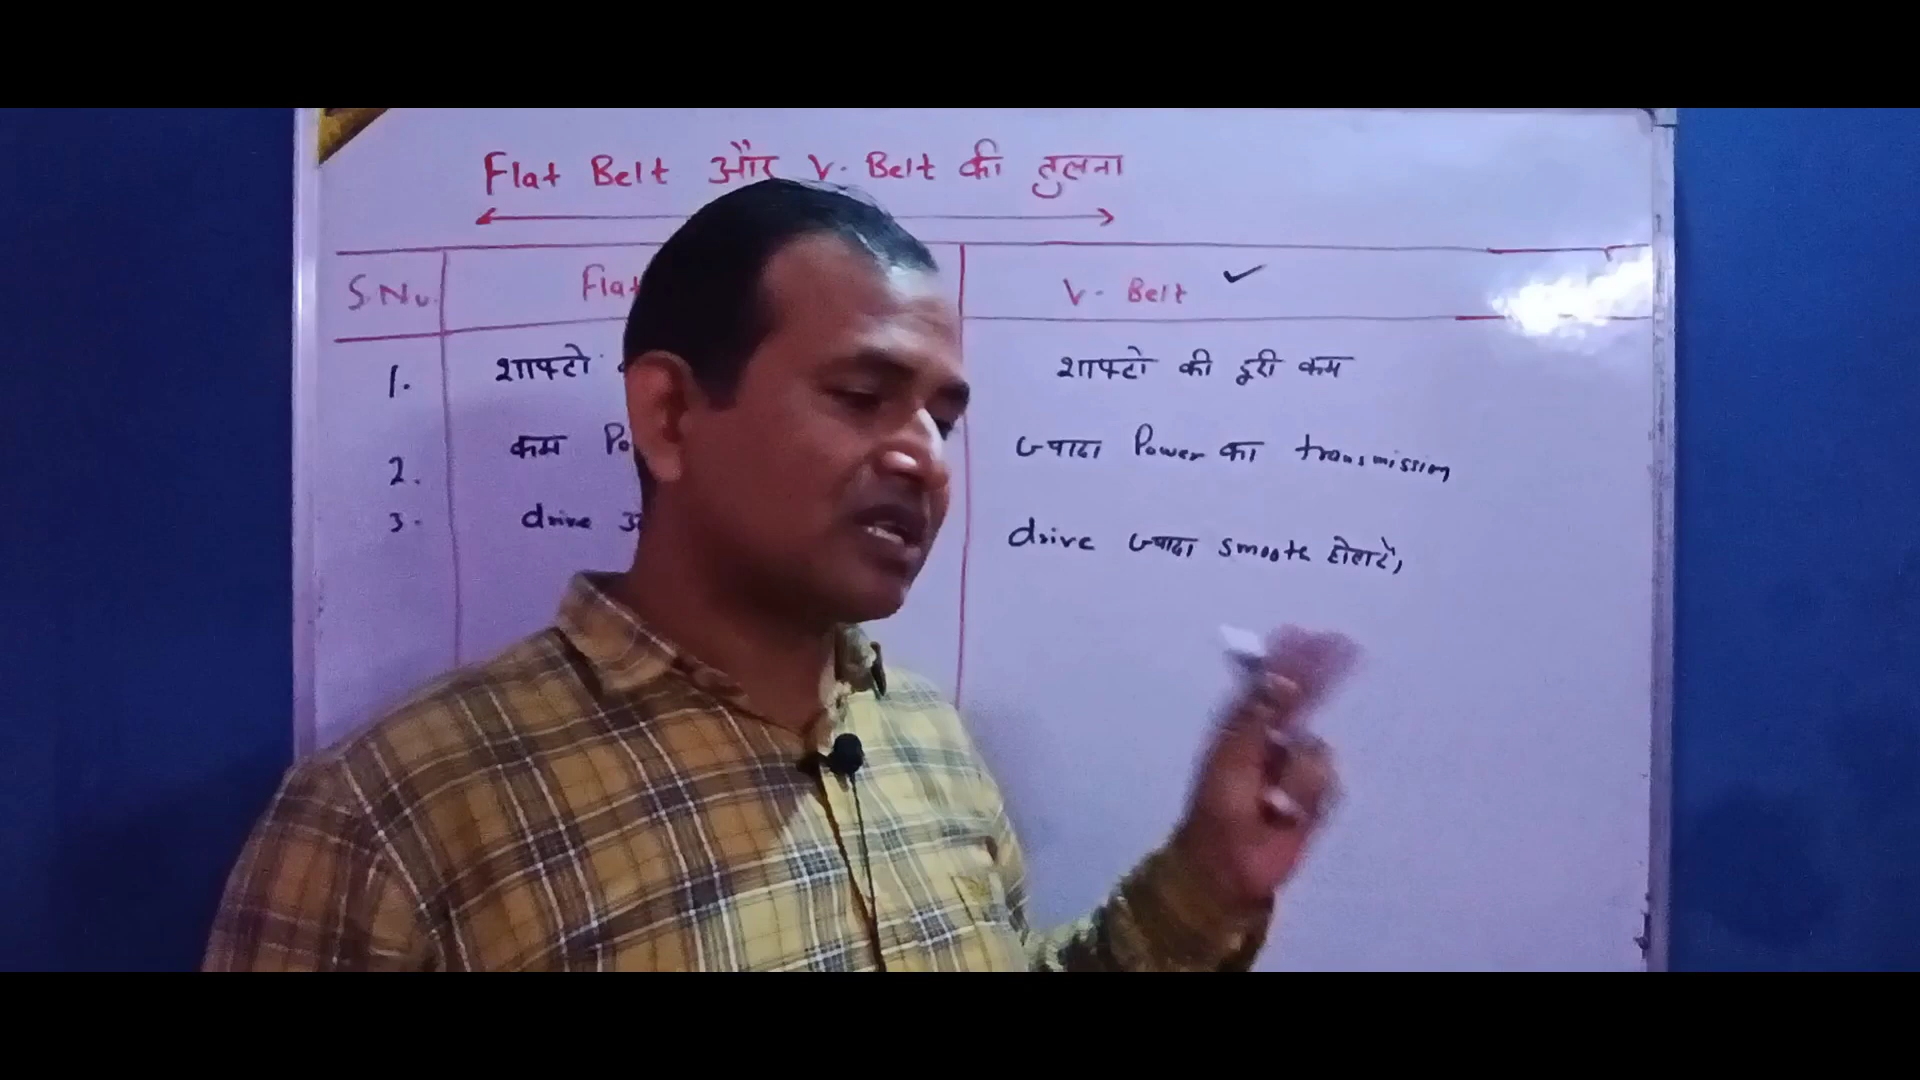 Flat Belt और V- Belt की तुलना
S.No. Flat V- Belt
1. शाफ्टो शाफ्टो की दूरी कम
2. कम Po ज्यादा Power का transmission
3. drive drive ज्यादा smooth होता है,